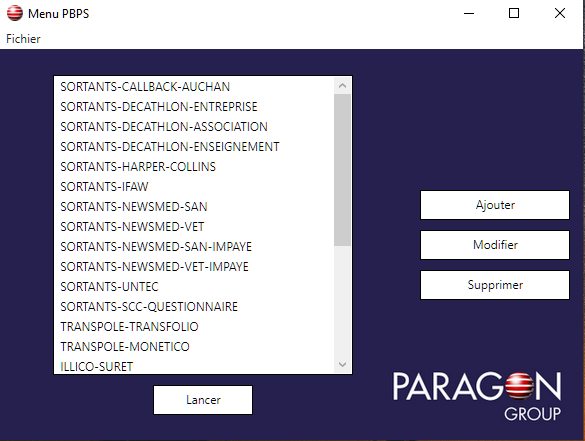 Menu PBPS
Fichier
SORTANTS-CALLBACK-AUCHAN
SORTANTS-DECATHLON-ENTREPRISE
SORTANTS-DECATHLON-ASSOCIATION
SORTANTS-DECATHLON-ENSEIGNEMENT
SORTANTS-HARPER-COLLINS
SORTANTS-IFAW
SORTANTS-NEWSMED-SAN
SORTANTS-NEWSMED-VET
SORTANTS-NEWSMED-SAN-IMPAYE
SORTANTS-NEWSMED-VET-IMPAYE
SORTANTS-UNTEC
SORTANTS-SCC-QUESTIONNAIRE
TRANSPOLE-TRANSFOLIO
TRANSPOLE-MONETICO
ILLICO-SURET
Ajouter
Modifier
Supprimer
Lancer
PARAGON
GROUP